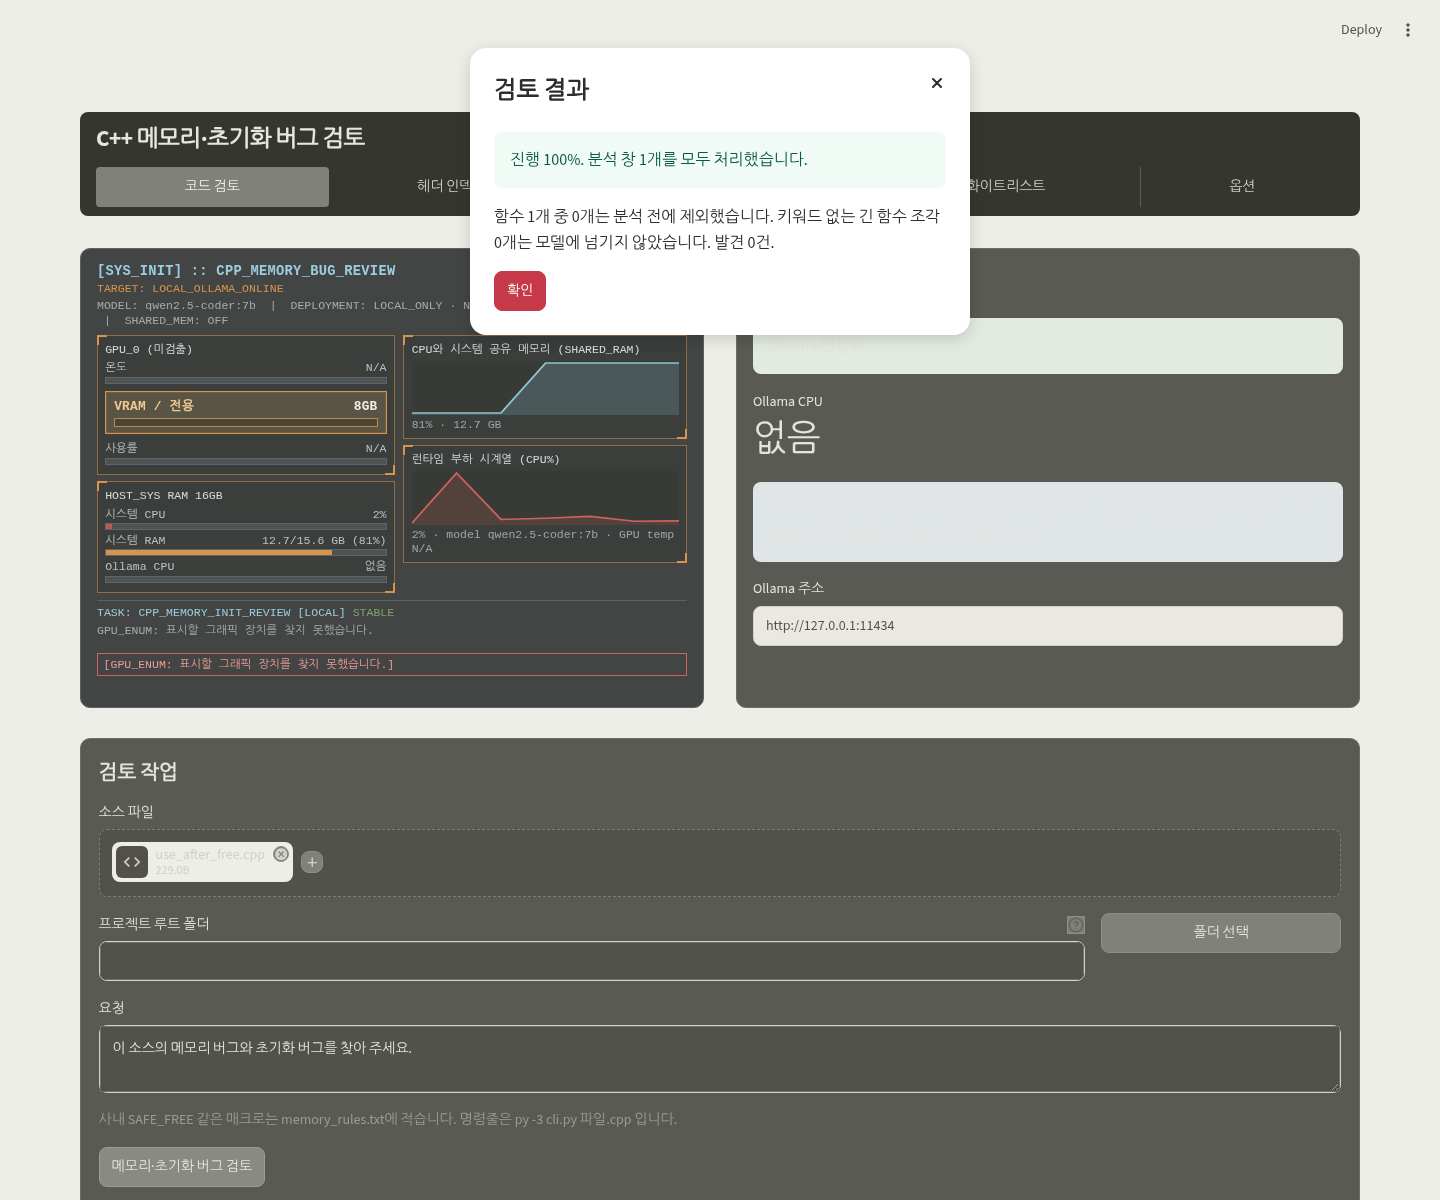 Deploy
검토 결과
진행 100%. 분석 창 1개를 모두 처리했습니다.
함수 1개 중 0개는 분석 전에 제외했습니다. 키워드 없는 긴 함수 조각
0개는 모델에 넘기지 않았습니다. 발견 0건.
확인
C++ 메모리·초기화 버그 검토
코드 검토
헤더 인덱
화이트리스트
옵션
[SYS_INIT] :: CPP_MEMORY_BUG_REVIEW
TARGET: LOCAL_OLLAMA_ONLINE
MODEL: qwen2.5-coder:7b | DEPLOYMENT: LOCAL_ONLY · N
| SHARED_MEM: OFF
GPU_0 (미검출)
온도 N/A
VRAM / 전용 8GB
사용률 N/A
HOST_SYS RAM 16GB
시스템 CPU 2%
시스템 RAM 12.7/15.6 GB (81%)
Ollama CPU 없음
CPU와 시스템 공유 메모리 (SHARED_RAM)
81% · 12.7 GB
런타임 부하 시계열 (CPU%)
2% · model qwen2.5-coder:7b · GPU temp
N/A
TASK: CPP_MEMORY_INIT_REVIEW [LOCAL] STABLE
GPU_ENUM: 표시할 그래픽 장치를 찾지 못했습니다.
[GPU_ENUM: 표시할 그래픽 장치를 찾지 못했습니다.]
Ollama CPU
없음
Ollama 주소
http://127.0.0.1:11434
검토 작업
소스 파일
use_after_free.cpp
229.0B
프로젝트 루트 폴더
폴더 선택
요청
이 소스의 메모리 버그와 초기화 버그를 찾아 주세요.
사내 SAFE_FREE 같은 매크로는 memory_rules.txt에 적습니다. 명령줄은 py -3 cli.py 파일.cpp 입니다.
메모리·초기화 버그 검토